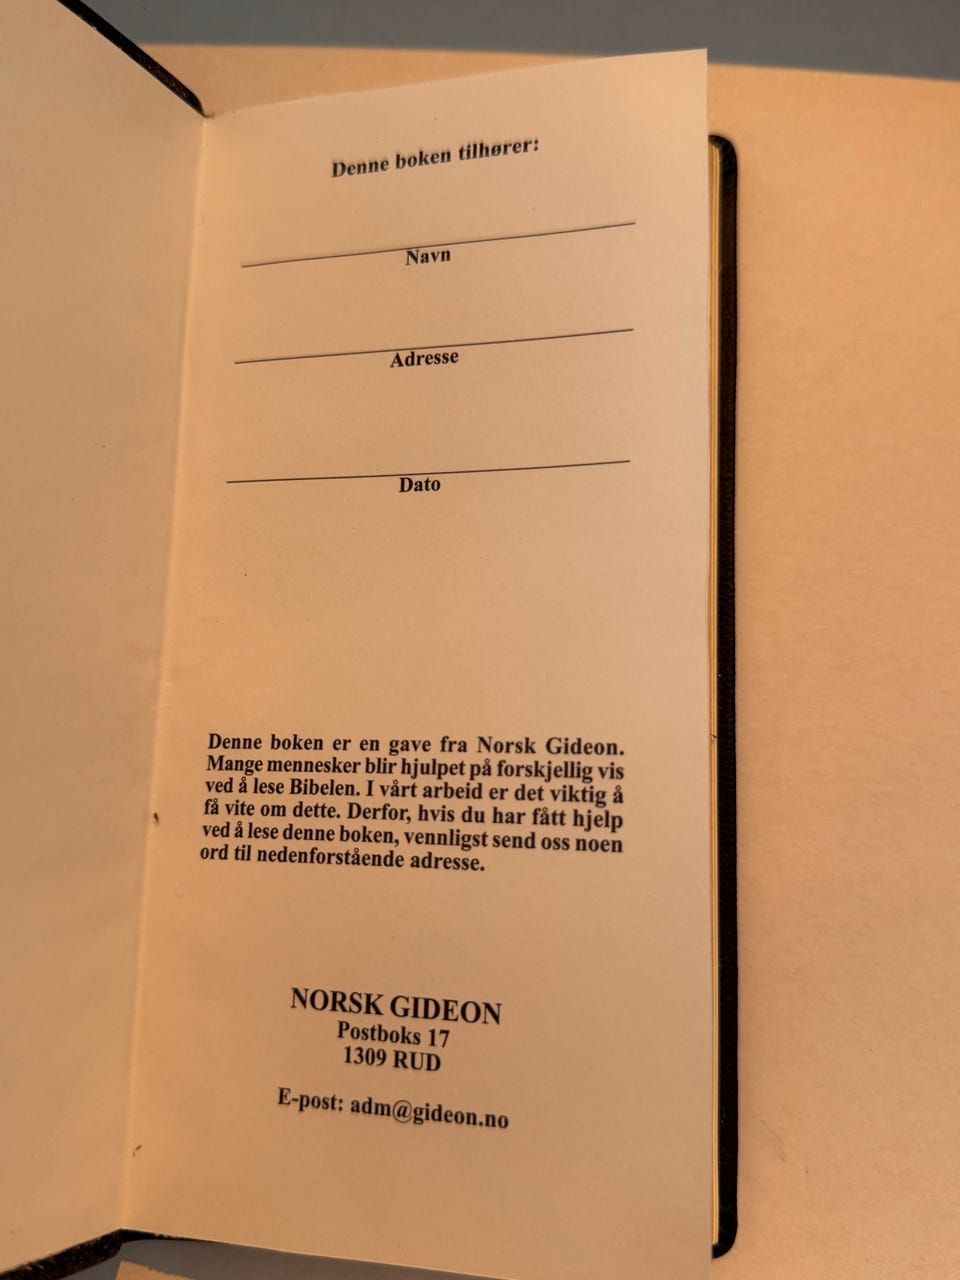 Denne boken tilhører:
Navn
Adresse
Dato
Denne boken er en gave fra Norsk Gideon.
Mange mennesker blir hjulpet på forskjellig vis
ved å lese Bibelen. I vårt arbeid er det viktig å
få vite om dette. Derfor, hvis du har fått hjelp
ved å lese denne boken, vennligst send oss noen
ord til nedenforstående adresse.
NORSK GIDEON
Postboks 17
1309 RUD
E-post: adm@gideon.no